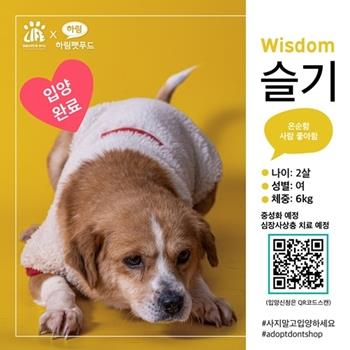 LIFE
하림
하림펫푸드
입양
완료
Wisdom
슬기
온순함
사람 좋아함
나이: 2살
성별: 여
체중: 6kg
중성화 예정
심장사상충 치료 예정
(입양신청은 QR코드스캔)
#사지말고입양하세요
#adoptdontshop